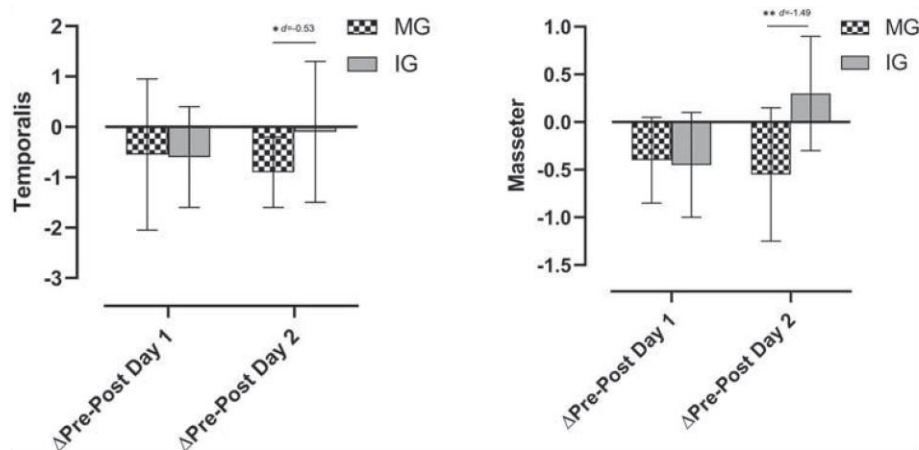 Temporalis
2
1
0
-1
-2
-3
* d=-0.53
MG
IG
ΔPre-Post Day 1
ΔPre-Post Day 2
Masseter
1.0
0.5
0.0
-0.5
-1.0
-1.5
** d=-1.49
MG
IG
ΔPre-Post Day 1
ΔPre-Post Day 2